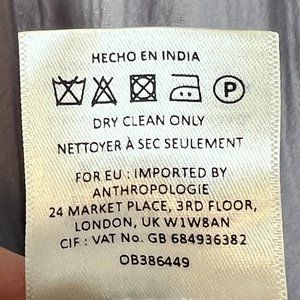 HECHO EN INDIA
P
DRY CLEAN ONLY
NETTOYER À SEC SEULEMENT
FOR EU : IMPORTED BY
ANTHROPOLOGIE
24 MARKET PLACE, 3RD FLOOR,
LONDON, UK W1W8AN
CIF : VAT No. GB 684936382
OB386449